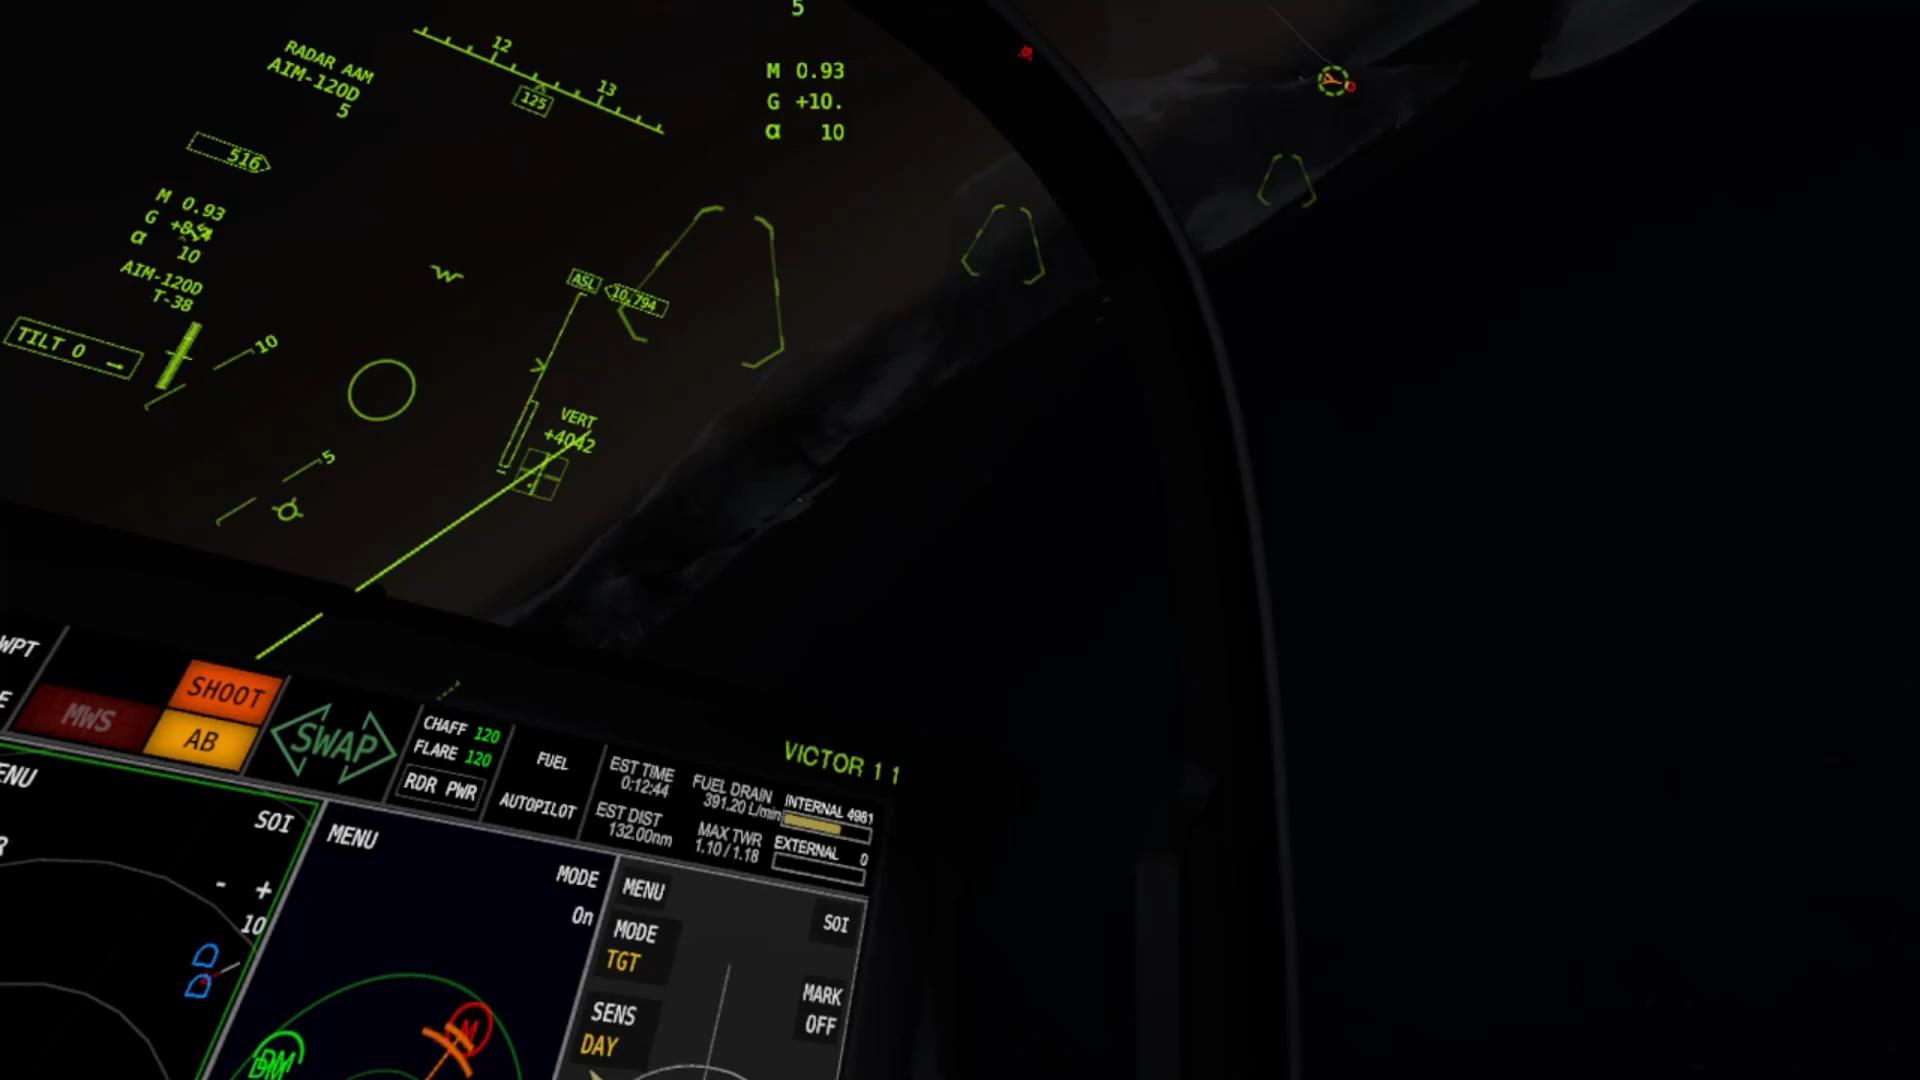 5
12
13
125
M 0.93
G +10.
α 10
RADAR AAM
AIM-120D
5
516
M 0.93
G
α 10
AIM-120D
T-38
TILT 0
10
5
ASL
10,794
VERT
+4042
WPT
SHOOT
MWS
AB
SWAP
CHAFF 120
FLARE 120
RDR PWR
FUEL
AUTOPILOT
VICTOR 1 1
EST TIME
0:12:44
EST DIST
132.00nm
FUEL DRAIN
391.20 L/min
MAX TWR
1.10 / 1.18
INTERNAL 4981
EXTERNAL 0
ENU
SOI
- +
10
MENU
MODE
On
M
DM
MENU
SOI
MODE
TGT
MARK
OFF
SENS
DAY